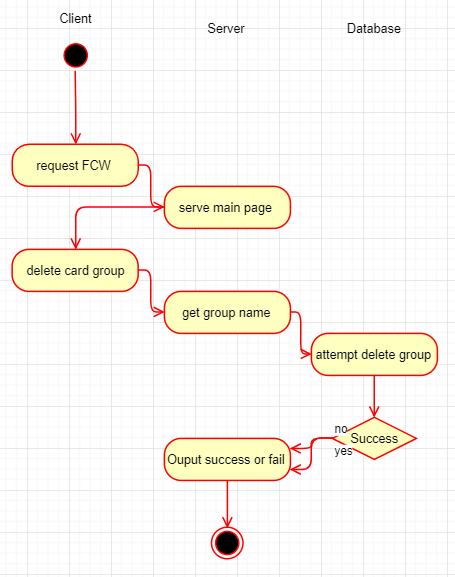 Client
Server
Database
request FCW
serve main page
delete card group
get group name
attempt delete group
no
Success
yes
Ouput success or fail